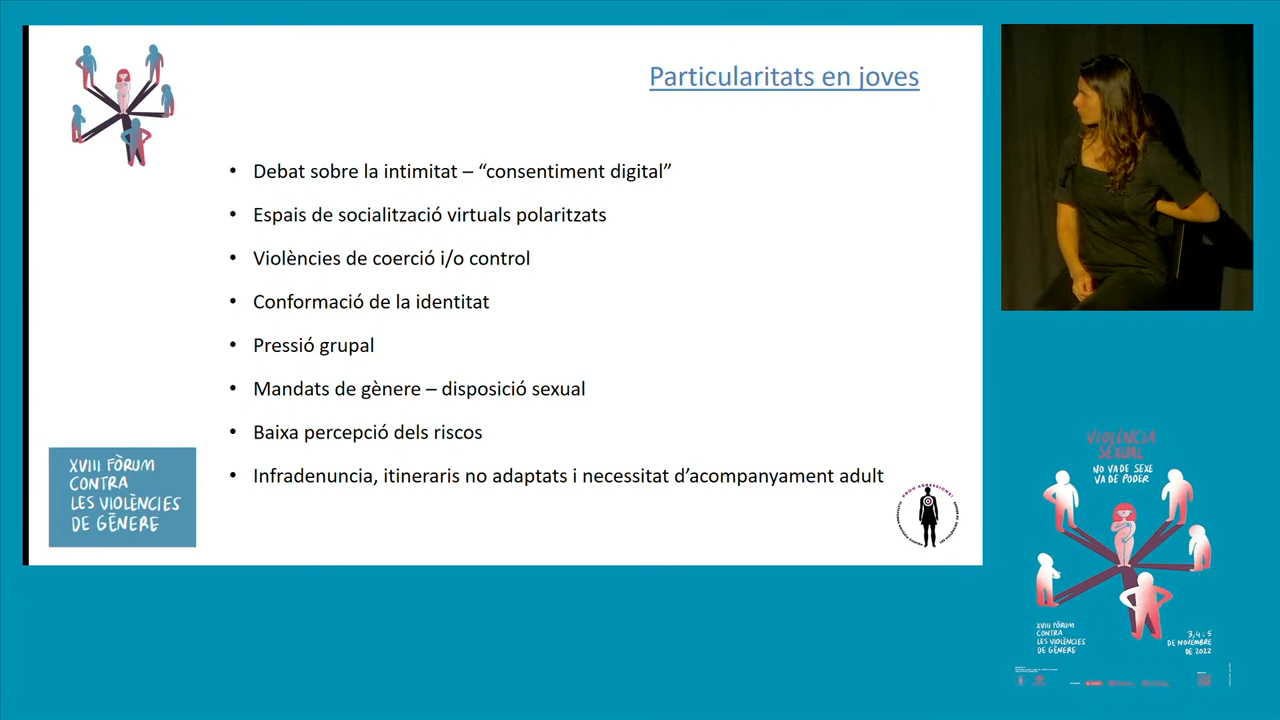 Particularitats en joves
• Debat sobre la intimitat – “consentiment digital”
• Espais de socialització virtuals polaritzats
• Violències de coerció i/o control
• Conformació de la identitat
• Pressió grupal
• Mandats de gènere – disposició sexual
• Baixa percepció dels riscos
• Infradenuncia, itineraris no adaptats i necessitat d’acompanyament adult
XVIII FÒRUM
CONTRA
LES VIOLÈNCIES
DE GÈNERE
PROU AGRESSIONS!
VIOLÈNCIA
SEXUAL
NO VA DE SEXE
VA DE PODER
XVIII FÒRUM
CONTRA
LES VIOLÈNCIES
DE GÈNERE
3, 4 i 5
DE NOVEMBRE
DE 2022